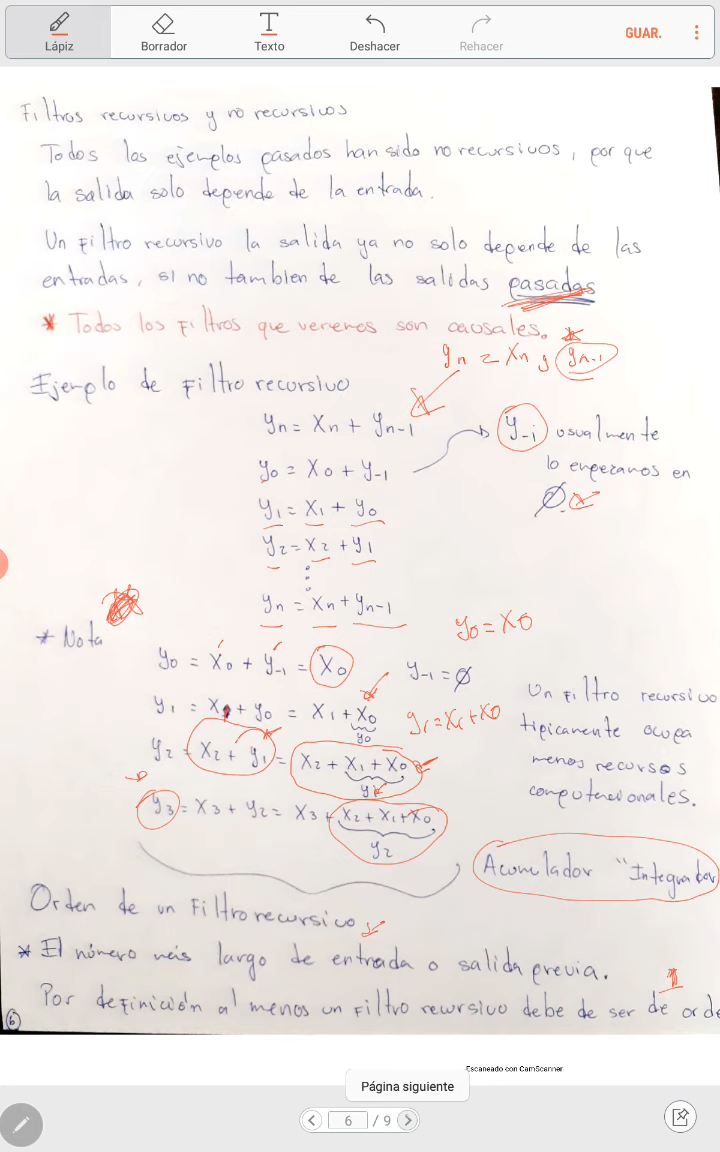 Lápiz
Borrador
Texto
Deshacer
Rehacer
GUAR.
Filtros recursivos y no recursivos
Todos los ejemplos pasados han sido no recursivos, por que
la salida solo depende de la entrada.
Un Filtro recursivo la salida ya no solo depende de las
entradas, si no tambien de las salidas pasadas
* Todos los Filtros que veremes son causales. *
yn = Xn y yn-1
Ejemplo de Filtro recursivo
yn = Xn + yn-1
y-i usualmente
lo empezamos en
Ø
y0 = X0 + y-1
y1 = X1 + y0
y2 = X2 + y1
⋮
yn = Xn + yn-1
y0 = X0
* Nota
y0 = X0 + y-1 = X0 y-1 = Ø
y1 = X1 + y0 = X1 + X0 y1 = X1 + X0
y0
y2 = X2 + y1 = X2 + X1 + X0
y1
y3 = X3 + y2 = X3 + X2 + X1 + X0
y2
Un Filtro recursivo
tipicamente ocupa
menos recursos
computacionales.
Acumulador "Integrador
Orden de un Filtro recursivo
* El número más largo de entrada o salida previa.
1
Por definición al menos un Filtro recursivo debe de ser de orde
6
Escaneado con CamScanner
Página siguiente
6 / 9